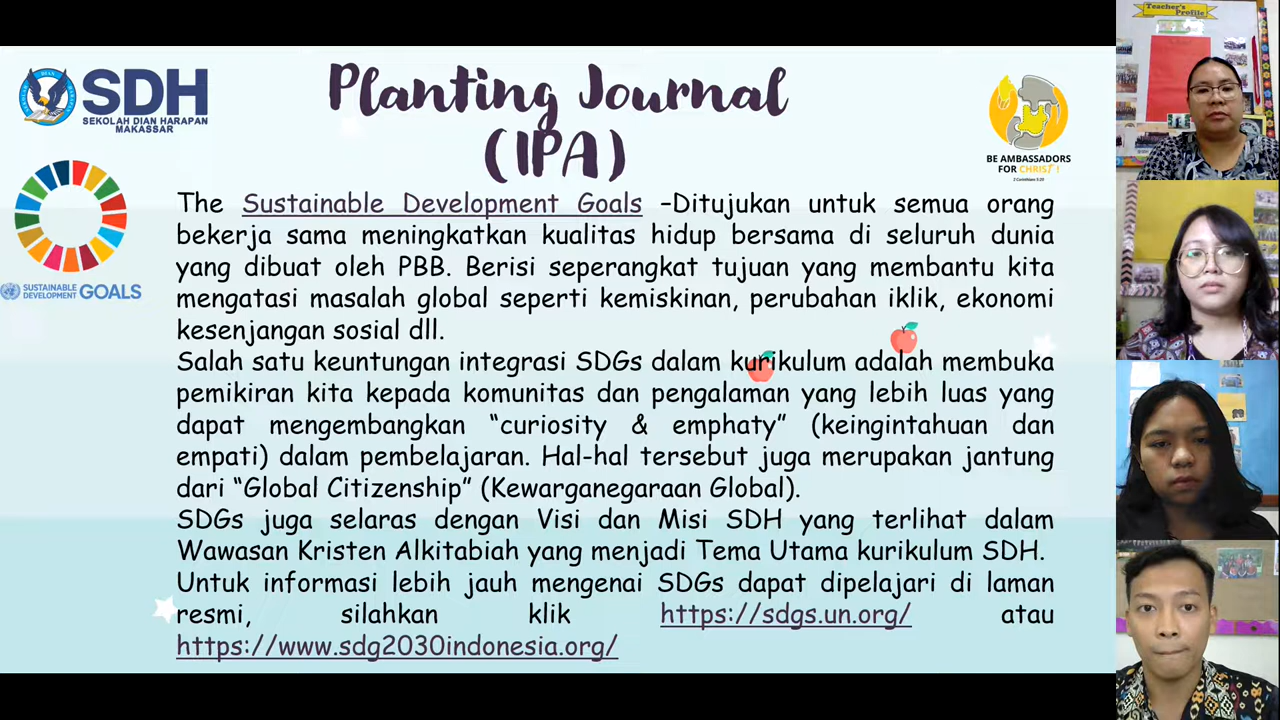 SDH
SEKOLAH DIAN HARAPAN
MAKASSAR
Planting Journal
(IPA)
BE AMBASSADORS
FOR CHRIST !
2 Corinthians 5:20
SUSTAINABLE
DEVELOPMENT GOALS
The Sustainable Development Goals –Ditujukan untuk semua orang
bekerja sama meningkatkan kualitas hidup bersama di seluruh dunia
yang dibuat oleh PBB. Berisi seperangkat tujuan yang membantu kita
mengatasi masalah global seperti kemiskinan, perubahan iklik, ekonomi
kesenjangan sosial dll.
Salah satu keuntungan integrasi SDGs dalam kurikulum adalah membuka
pemikiran kita kepada komunitas dan pengalaman yang lebih luas yang
dapat mengembangkan “curiosity & emphaty” (keingintahuan dan
empati) dalam pembelajaran. Hal-hal tersebut juga merupakan jantung
dari “Global Citizenship” (Kewarganegaraan Global).
SDGs juga selaras dengan Visi dan Misi SDH yang terlihat dalam
Wawasan Kristen Alkitabiah yang menjadi Tema Utama kurikulum SDH.
Untuk informasi lebih jauh mengenai SDGs dapat dipelajari di laman
resmi, silahkan klik https://sdgs.un.org/ atau
https://www.sdg2030indonesia.org/
Teacher's
Profile